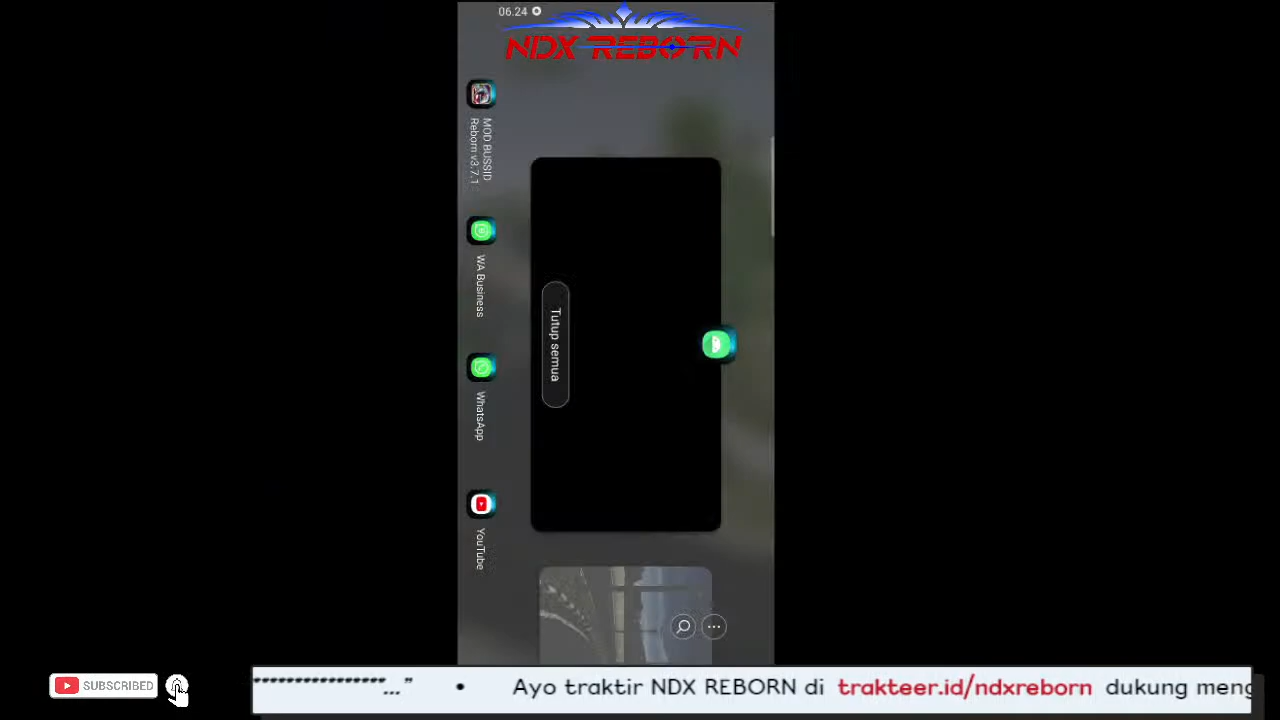 06.24
NDX REBORN
MOD BUSSID
Reborn v3.7.1
WA Business
WhatsApp
YouTube
Tutup semua
SUBSCRIBED
..." • Ayo traktir NDX REBORN di trakteer.id/ndxreborn dukung meng